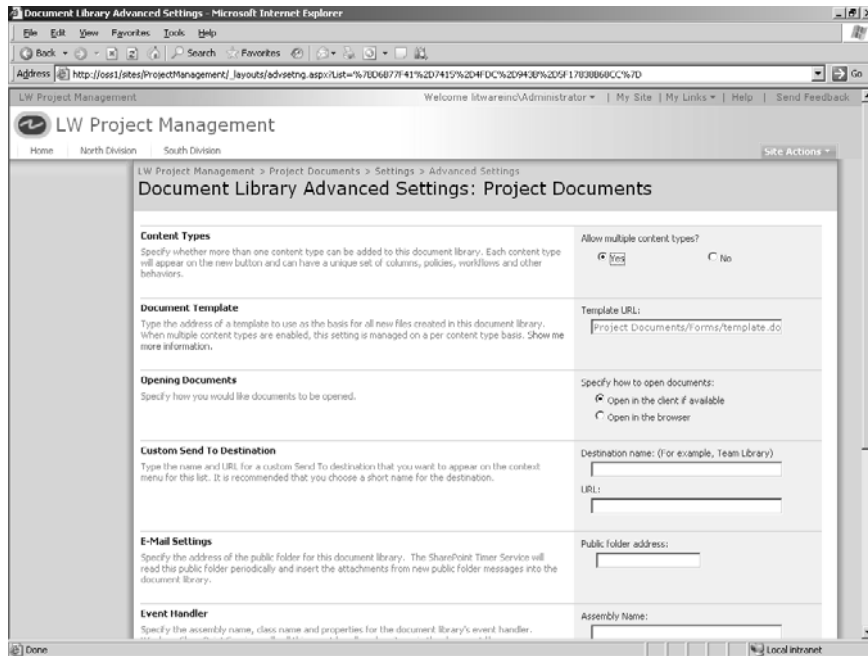 Document Library Advanced Settings - Microsoft Internet Explorer
File Edit View Favorites Tools Help
Back Search Favorites
Address http://oss1/sites/ProjectManagement/_layouts/advsetng.aspx?List=%7BD6B77F41%2D7415%2D4FDC%2D943B%2D5F17838B68CC%7D Go
LW Project Management Welcome litwareinc\Administrator | My Site | My Links | Help | Send Feedback
LW Project Management
Home North Division South Division Site Actions
LW Project Management > Project Documents > Settings > Advanced Settings
Document Library Advanced Settings: Project Documents
Content Types
Specify whether more than one content type can be added to this document library. Each content type
will appear on the new button and can have a unique set of columns, policies, workflows and other
behaviors.
Allow multiple content types?
Yes No
Document Template
Type the address of a template to use as the basis for all new files created in this document library.
When multiple content types are enabled, this setting is managed on a per content type basis. Show me
more information.
Template URL:
Project Documents/Forms/template.do
Opening Documents
Specify how you would like documents to be opened.
Specify how to open documents:
Open in the client if available
Open in the browser
Custom Send To Destination
Type the name and URL for a custom Send To destination that you want to appear on the context
menu for this list. It is recommended that you choose a short name for the destination.
Destination name: (For example, Team Library)
URL:
E-Mail Settings
Specify the address of the public folder for this document library. The SharePoint Timer Service will
read this public folder periodically and insert the attachments from new public folder messages into the
document library.
Public folder address:
Event Handler
Specify the assembly name, class name and properties for the document library's event handler.
Assembly Name:
Done Local intranet